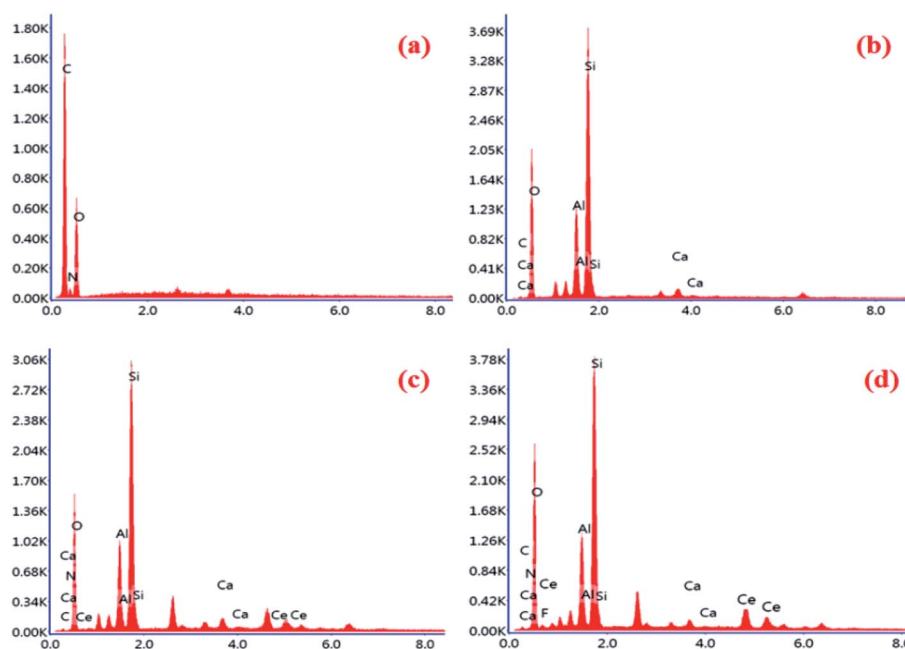 (a)
1.80K
1.60K
1.40K
1.20K
1.00K
0.80K
0.60K
0.40K
0.20K
0.00K
C
O
N
0.0 2.0 4.0 6.0 8.0
(b)
3.69K
3.28K
2.87K
2.46K
2.05K
1.64K
1.23K
0.82K
0.41K
0.00K
Si
O
Al
C
Ca
Ca
Al Si
Ca
Ca
0.0 2.0 4.0 6.0 8.0
(c)
3.06K
2.72K
2.38K
2.04K
1.70K
1.36K
1.02K
0.68K
0.34K
0.00K
Si
O
Al
Ca
N
Ca
C Ce
Al Si
Ca
Ca
Ce Ce
0.0 2.0 4.0 6.0 8.0
(d)
3.78K
3.36K
2.94K
2.52K
2.10K
1.68K
1.26K
0.84K
0.42K
0.00K
Si
O
Al
C
N
Ce
Ca
Ca F
Al Si
Ca
Ca
Ce
Ce
0.0 2.0 4.0 6.0 8.0